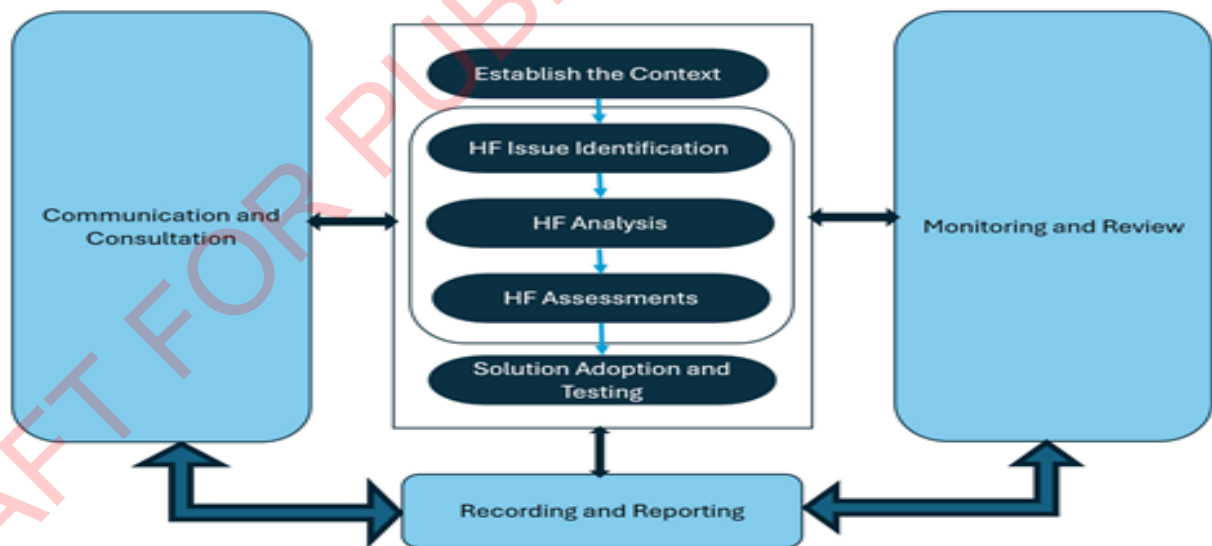 Establish the Context
HF Issue Identification
HF Analysis
HF Assessments
Solution Adoption and
Testing
Communication and
Consultation
Monitoring and Review
Recording and Reporting
AFT FOR PUB